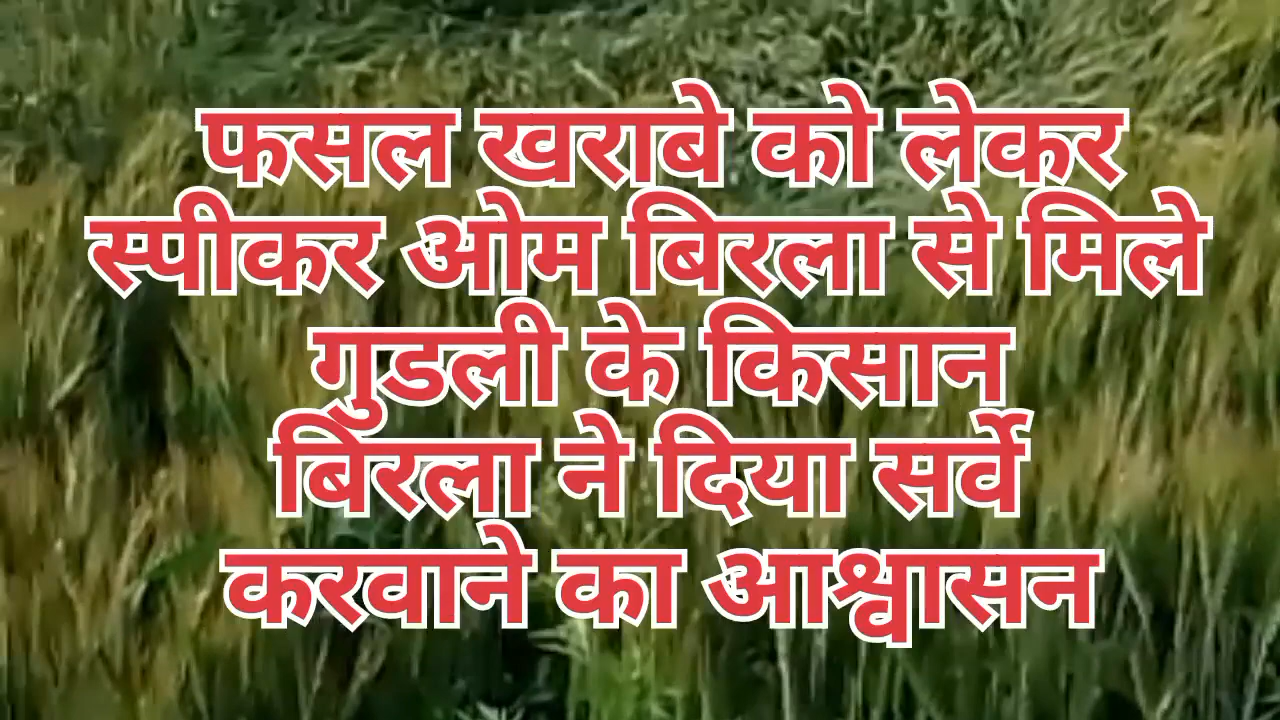 फसल खराबे को लेकर
स्पीकर ओम बिरला से मिले
गुडली के किसान
बिरला ने दिया सर्वे
करवाने का आश्वासन